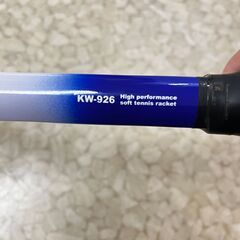 KW-926 High performance
soft tennis racket